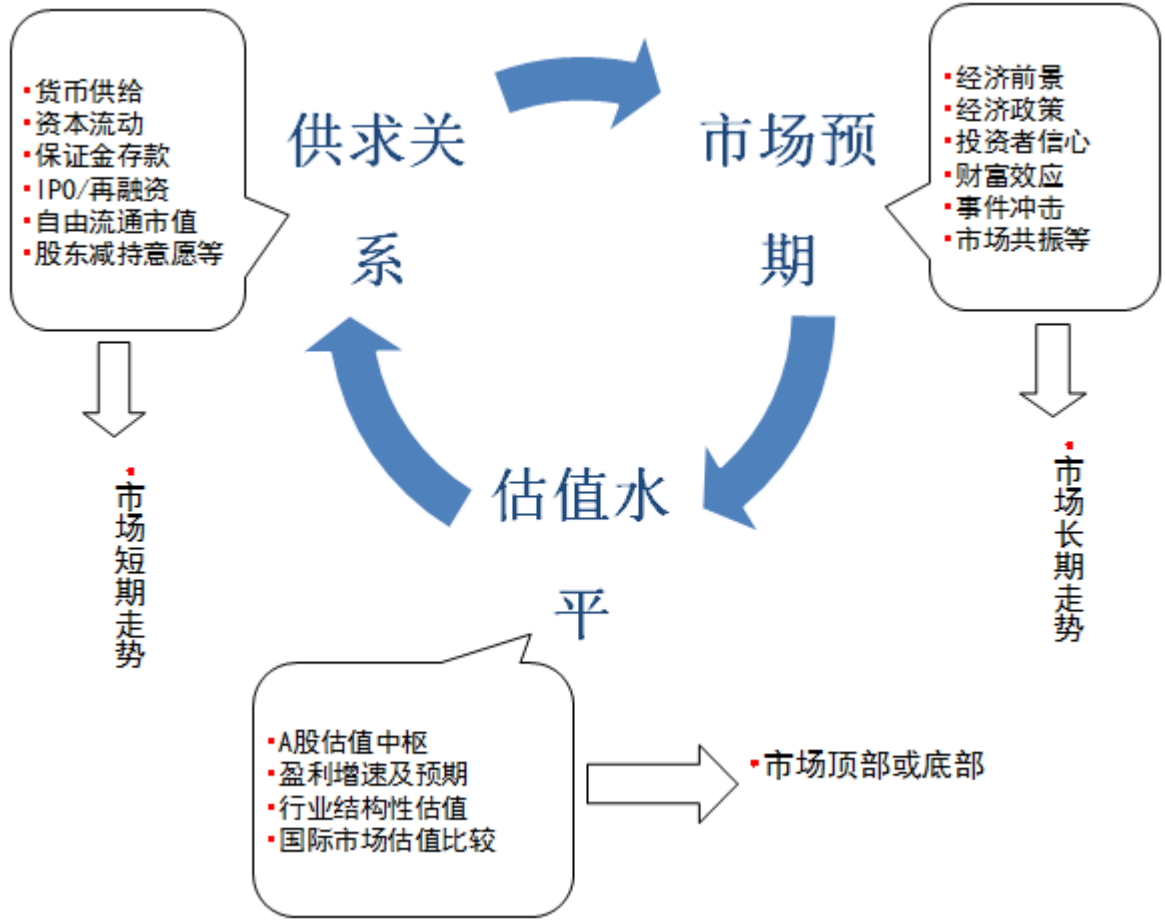 ▪货币供给
▪资本流动
▪保证金存款
▪IPO/再融资
▪自由流通市值
▪股东减持意愿等
供求关
系
市场预
期
▪经济前景
▪经济政策
▪投资者信心
▪财富效应
▪事件冲击
▪市场共振等
▪市场短期走势
▪市场长期走势
估值水
平
▪A股估值中枢
▪盈利增速及预期
▪行业结构性估值
▪国际市场估值比较
▪市场顶部或底部